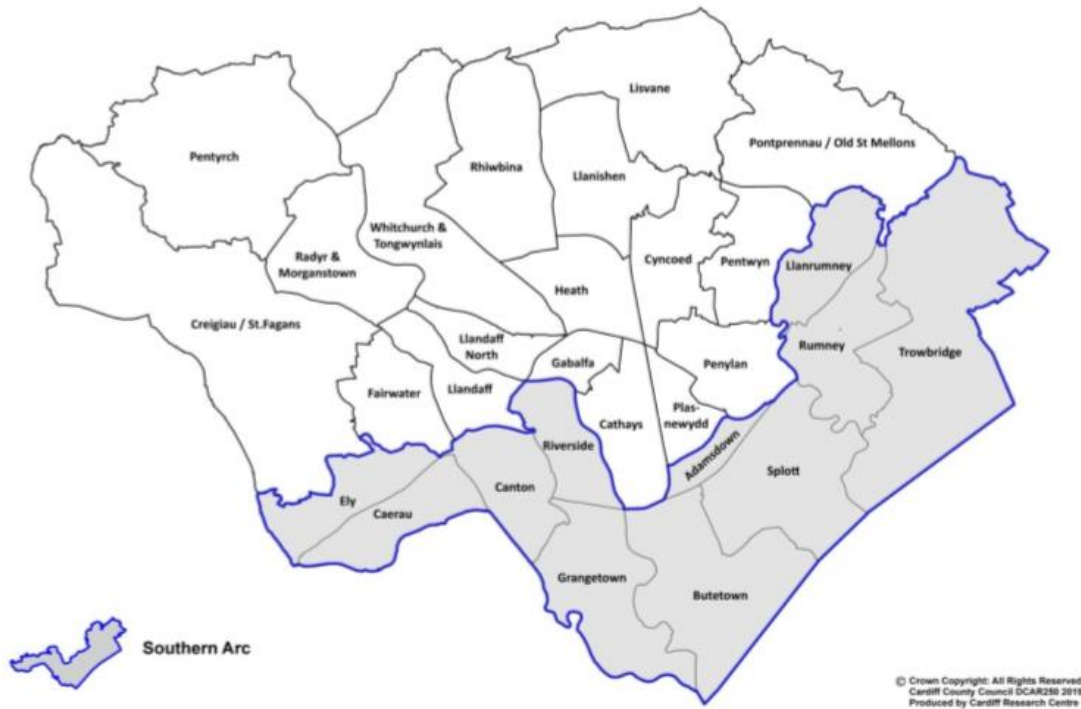 Lisvane
Pontprennau / Old St Mellons
Pentyrch
Rhiwbina
Llanishen
Whitchurch &
Tongwynlais
Radyr &
Morganstown
Cyncoed
Pentwyn
Llanrumney
Heath
Creigiau / St.Fagans
Llandaff
North
Rumney
Trowbridge
Gabalfa
Penylan
Fairwater
Llandaff
Cathays
Plas-
newydd
Riverside
Adamsdown
Splott
Ely
Canton
Caerau
Grangetown
Butetown
Southern Arc
© Crown Copyright: All Rights Reserved
Cardiff County Council DCAR250 2019
Produced by Cardiff Research Centre